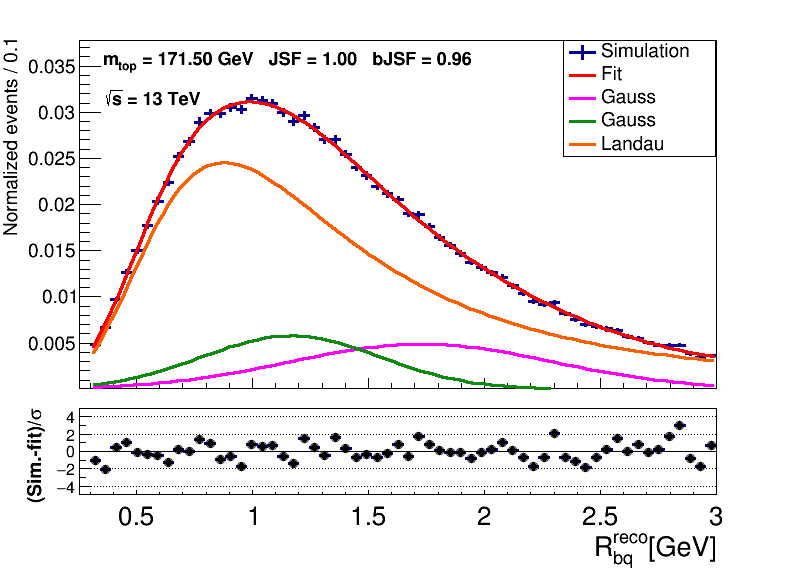 Normalized events / 0.1
m_top = 171.50 GeV JSF = 1.00 bJSF = 0.96
√s = 13 TeV
Simulation
Fit
Gauss
Gauss
Landau
0.035
0.03
0.025
0.02
0.015
0.01
0.005
(Sim.-fit)/σ
4
2
0
−2
−4
0.5 1 1.5 2 2.5 3
R_bq^reco[GeV]